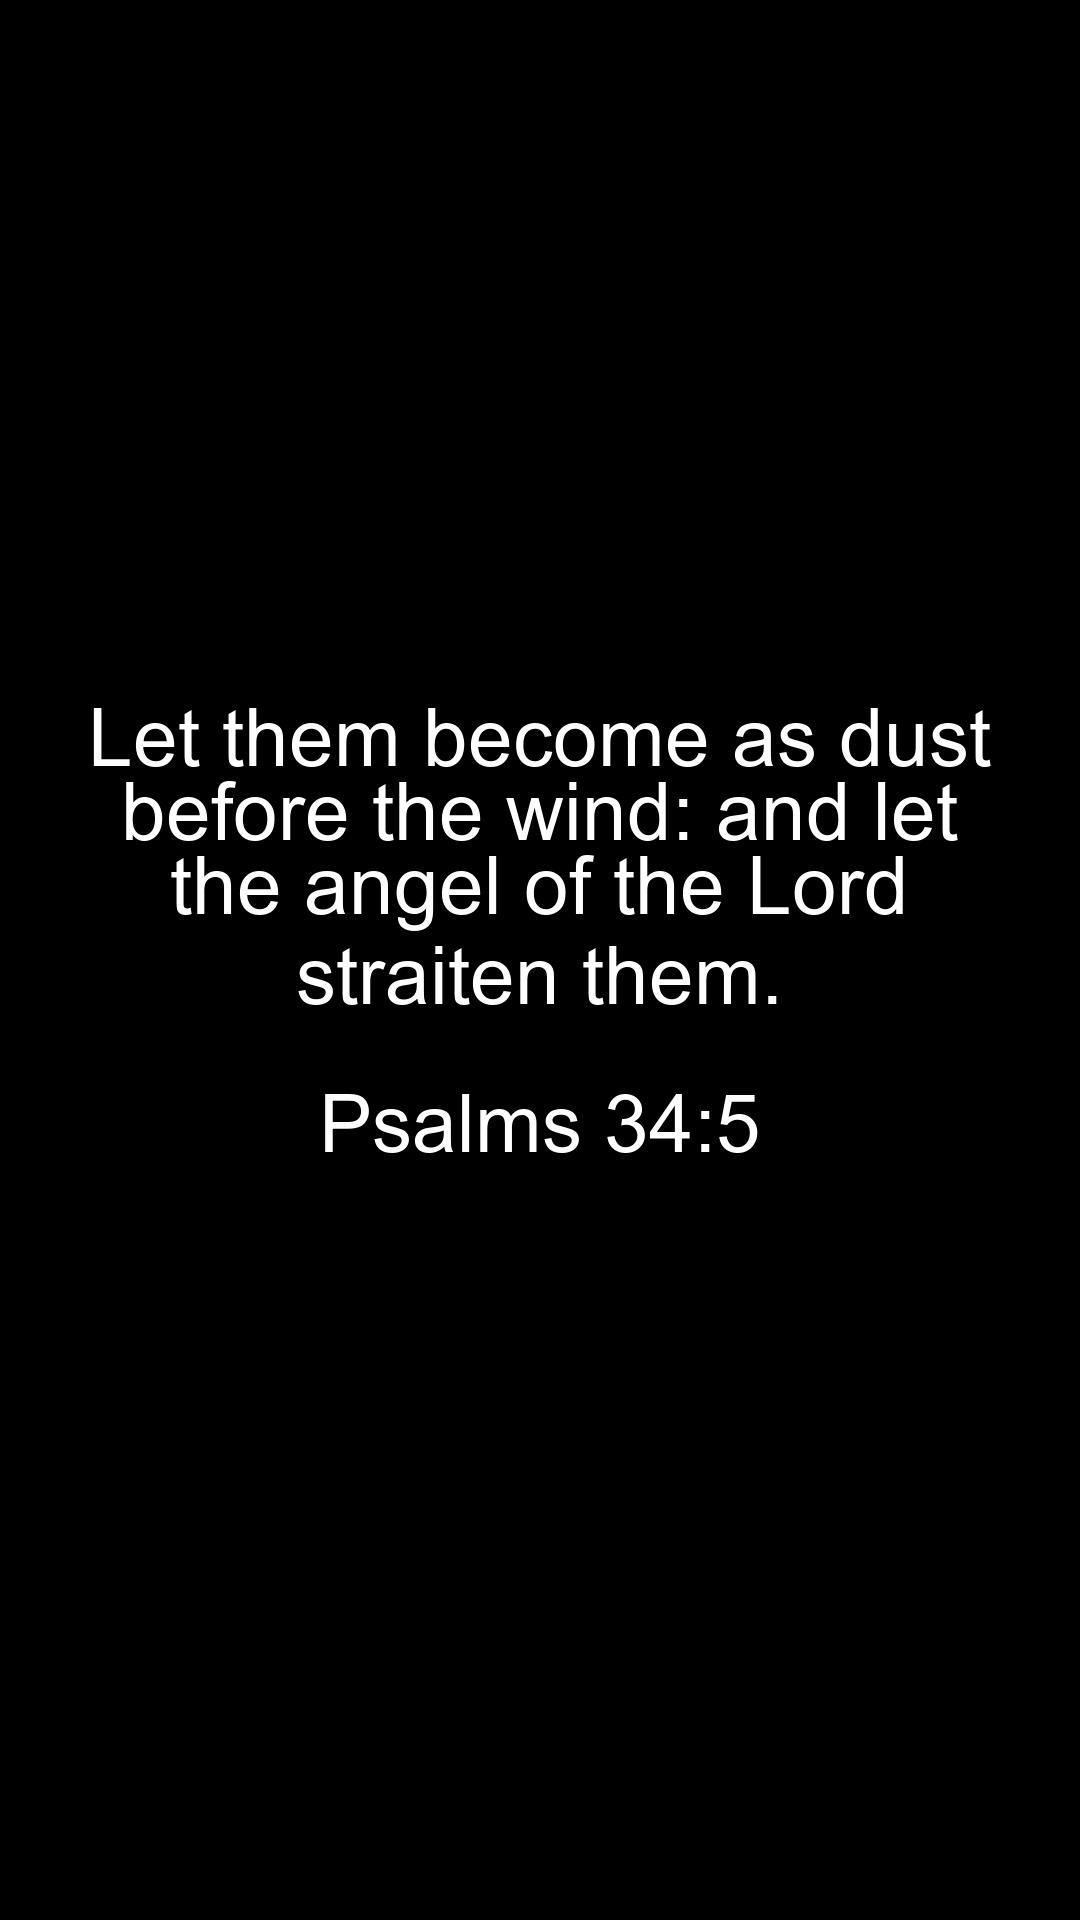 Let them become as dust
before the wind: and let
the angel of the Lord
straiten them.
Psalms 34:5